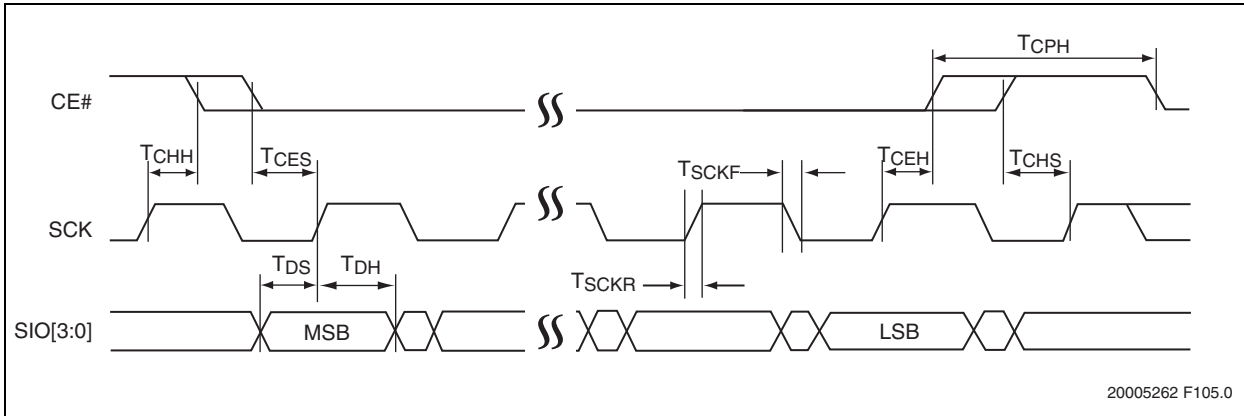 TCPH
CE#
TCHH
TCES
TSCKF
TCEH
TCHS
SCK
TDS
TDH
TSCKR
SIO[3:0]
MSB
LSB
20005262 F105.0